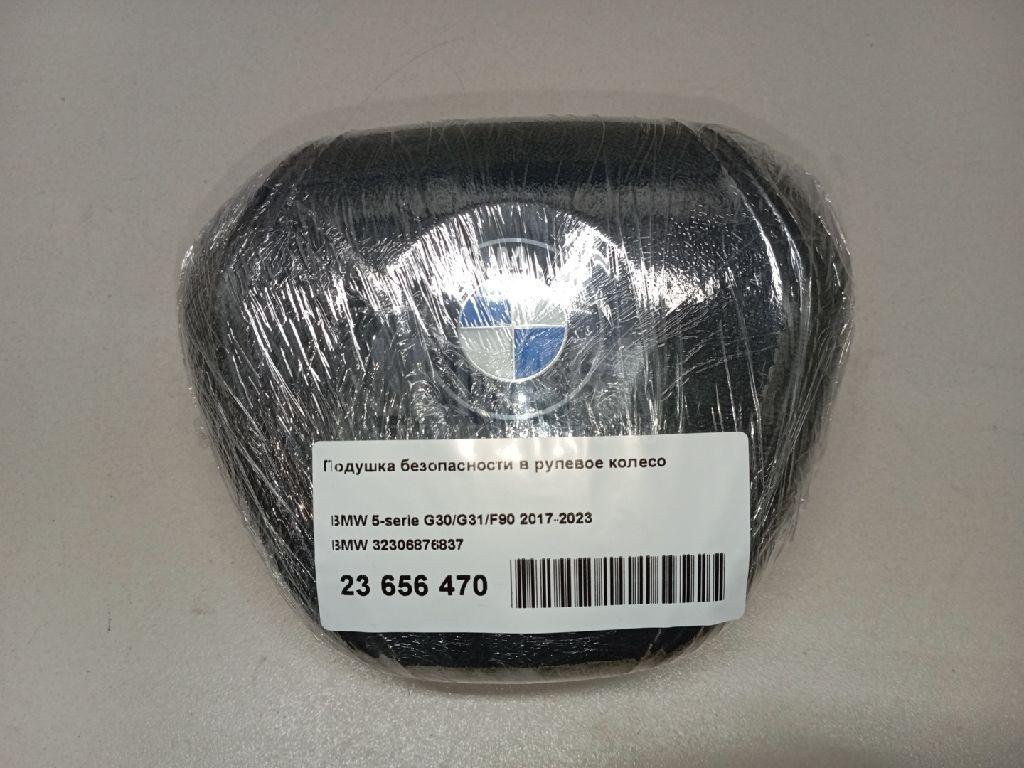 Подушка безопасности в рулевое колесо
BMW 5-serie G30/G31/F90 2017-2023
BMW 32306876837
23 656 470